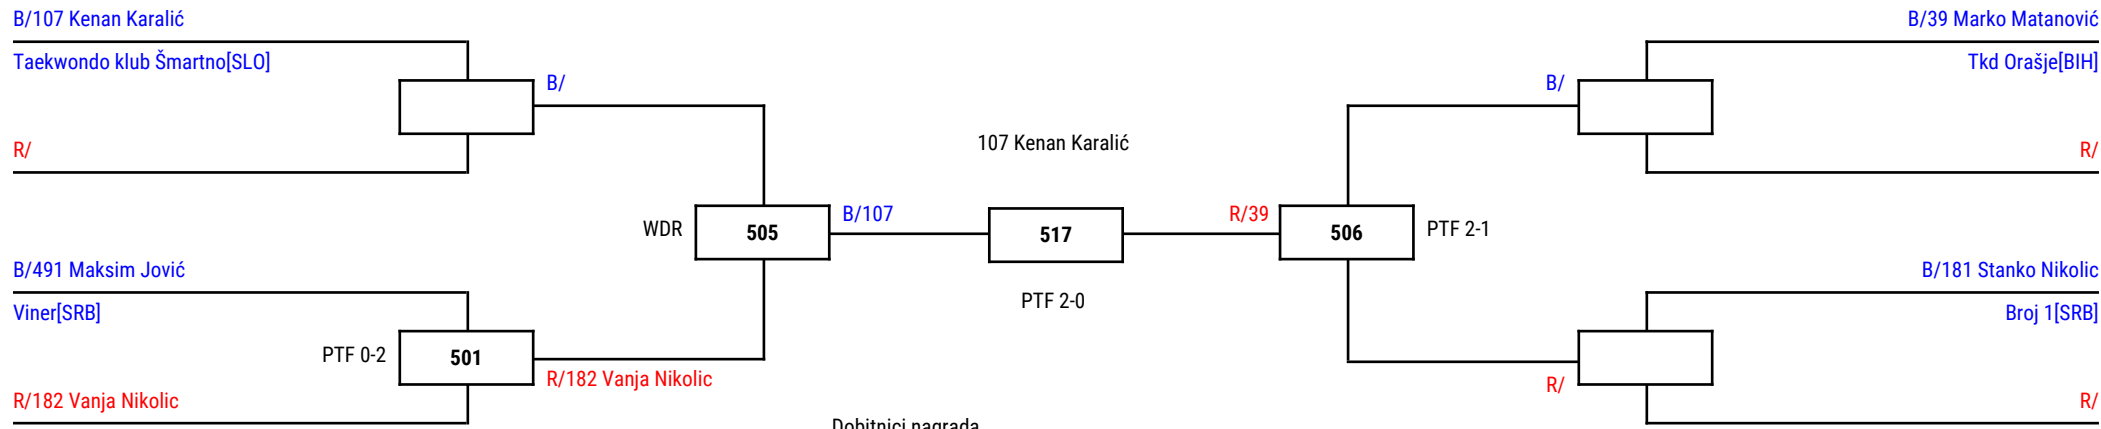 B/107 Kenan Karalić
Taekwondo klub Šmartno[SLO]
B/
R/
WDR
505
B/107
B/491 Maksim Jović
Viner[SRB]
PTF 0-2
501
R/182 Vanja Nikolic
R/182 Vanja Nikolic
107 Kenan Karalić
517
PTF 2-0
B/39 Marko Matanović
Tkd Orašje[BIH]
B/
R/
R/39
506
PTF 2-1
B/181 Stanko Nikolic
Broj 1[SRB]
R/
R/
Dobitnici nagrada